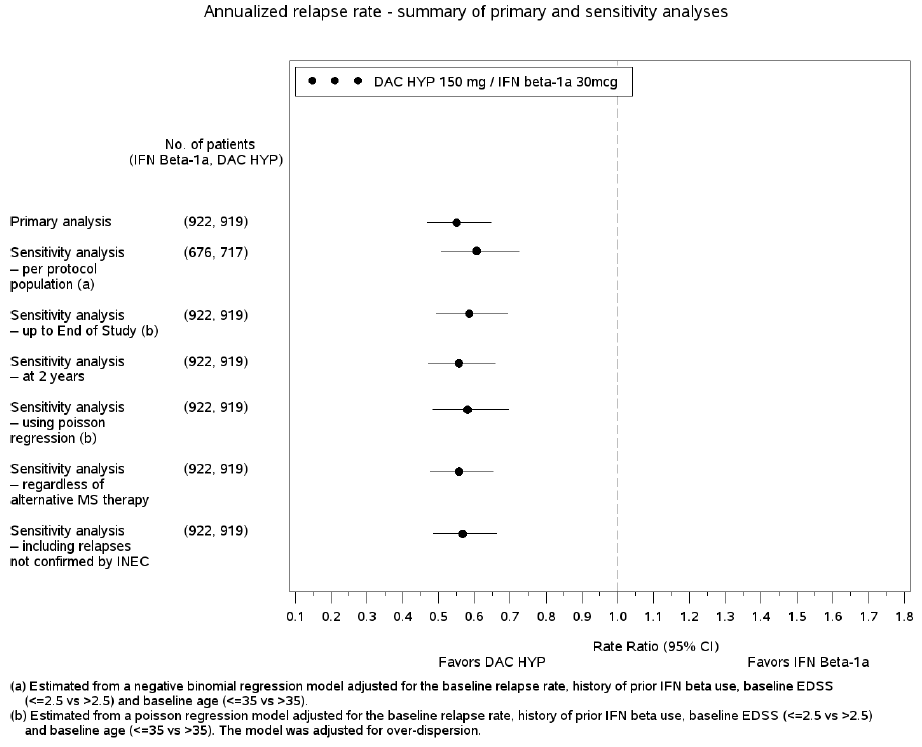 Annualized relapse rate - summary of primary and sensitivity analyses
DAC HYP 150 mg / IFN beta-1a 30mcg
No. of patients
(IFN Beta-1a, DAC HYP)
Primary analysis (922, 919)
Sensitivity analysis (676, 717)
— per protocol
population (a)
Sensitivity analysis (922, 919)
— up to End of Study (b)
Sensitivity analysis (922, 919)
— at 2 years
Sensitivity analysis (922, 919)
— using poisson
regression (b)
Sensitivity analysis (922, 919)
— regardless of
alternative MS therapy
Sensitivity analysis (922, 919)
— including relapses
not confirmed by INEC
0.1 0.2 0.3 0.4 0.5 0.6 0.7 0.8 0.9 1.0 1.1 1.2 1.3 1.4 1.5 1.6 1.7 1.8
Rate Ratio (95% CI)
Favors DAC HYP Favors IFN Beta-1a
(a) Estimated from a negative binomial regression model adjusted for the baseline relapse rate, history of prior IFN beta use, baseline EDSS
(<=2.5 vs >2.5) and baseline age (<=35 vs >35).
(b) Estimated from a poisson regression model adjusted for the baseline relapse rate, history of prior IFN beta use, baseline EDSS (<=2.5 vs >2.5)
and baseline age (<=35 vs >35). The model was adjusted for over-dispersion.